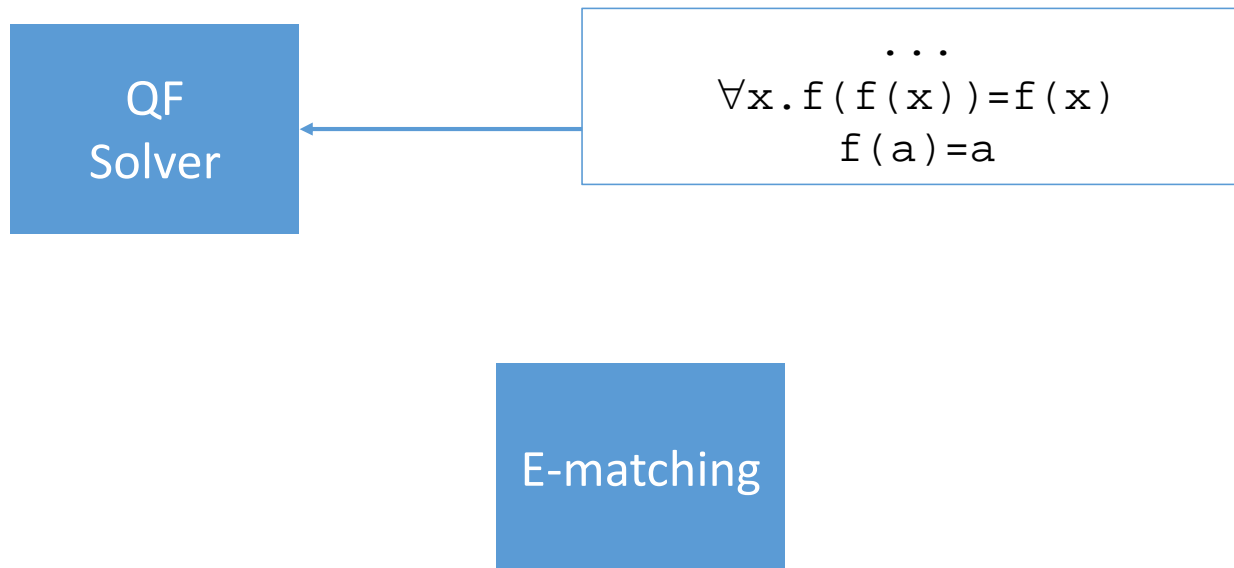 QF
Solver
...
∀x.f(f(x))=f(x)
f(a)=a
E-matching